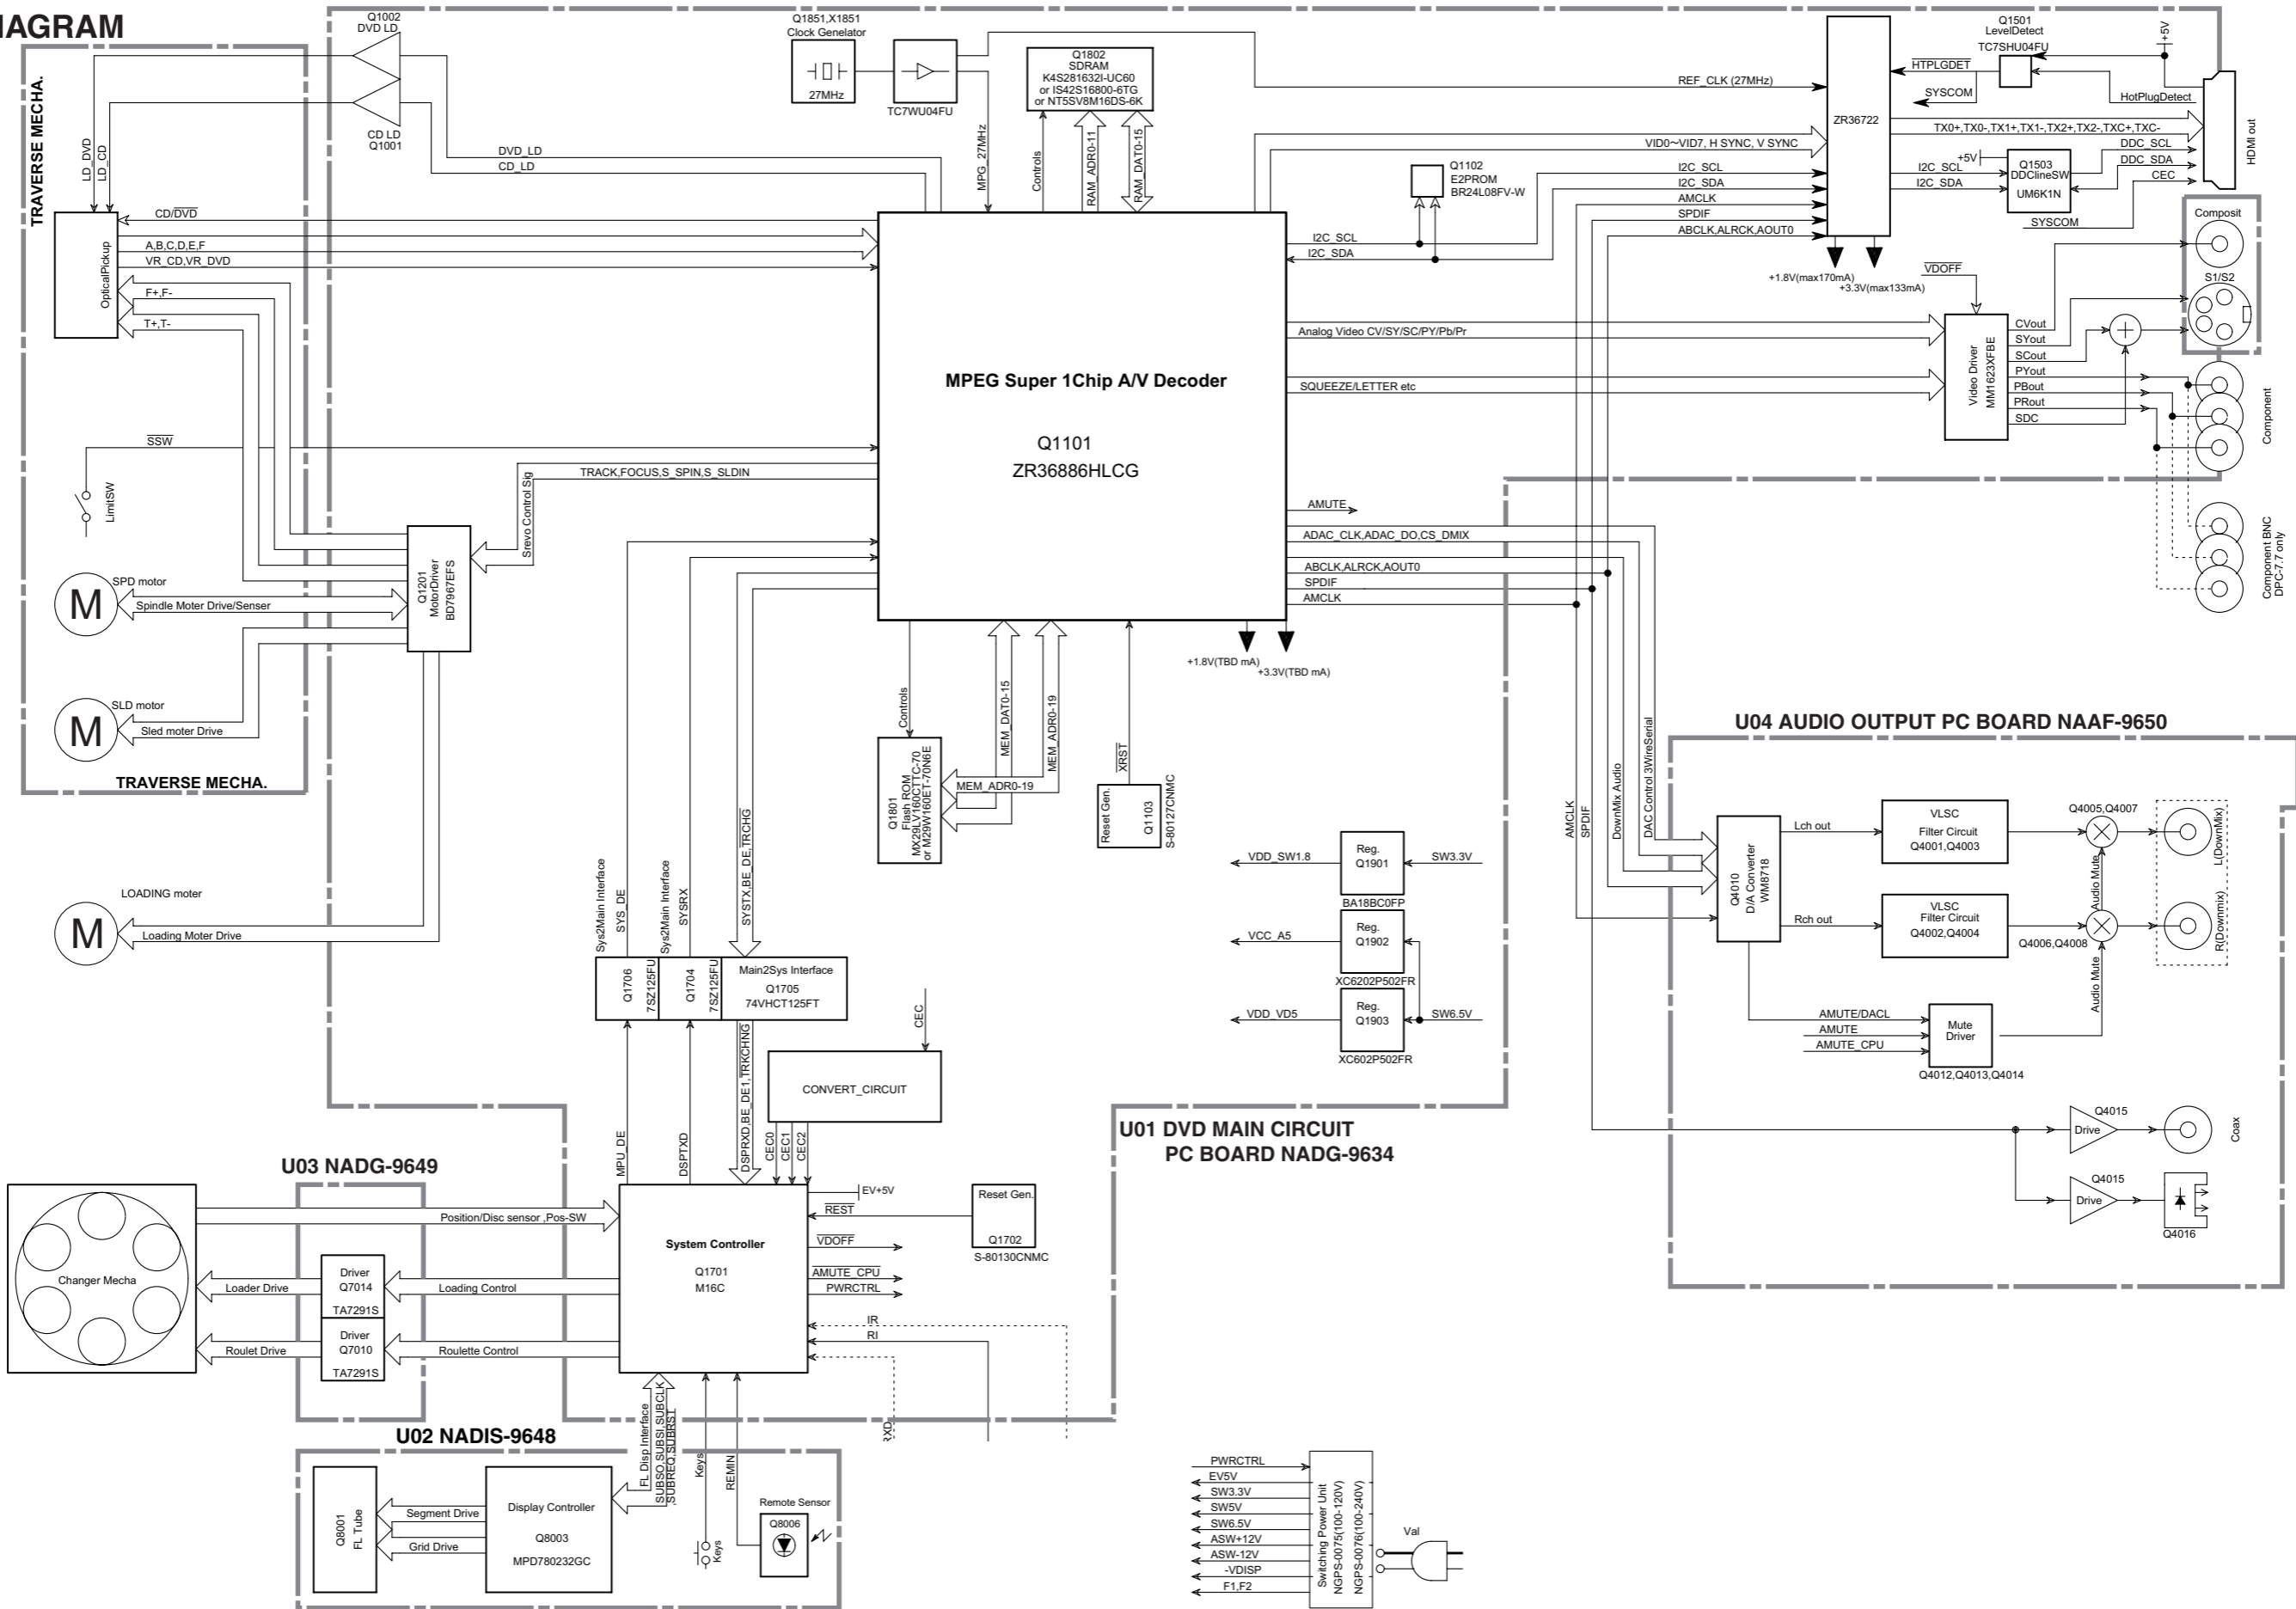 IAGRAM
TRAVERSE MECHA.
Q1002
DVD LD
CD LD
Q1001
LD_DVD
LD_CD
DVD_LD
CD_LD
Q1851,X1851
Clock Genelator
27MHz
TC7WU04FU
MPG_27MHz
Q1802
SDRAM
K4S281632I-UC60
or IS42S16800-6TG
or NT5SV8M16DS-6K
Controls
RAM_ADR0-11
RAM_DAT0-15
REF_CLK (27MHz)
VID0~VID7, H SYNC, V SYNC
Q1102
E2PROM
BR24L08FV-W
I2C_SCL
I2C_SDA
AMCLK
SPDIF
ABCLK,ALRCK,AOUT0
I2C_SCL
I2C_SDA
ZR36722
+1.8V(max170mA)
+3.3V(max133mA)
Q1501
LevelDetect
TC7SHU04FU
HTPLGDET
SYSCOM
+5V
HotPlugDetect
TX0+,TX0-,TX1+,TX1-,TX2+,TX2-,TXC+,TXC-
+5V
I2C_SCL
I2C_SDA
Q1503
DDClineSW
UM6K1N
DDC_SCL
DDC_SDA
CEC
SYSCOM
HDMI out
Composit
S1/S2
VDOFF
Video Driver
MM1623XFBE
CVout
SYout
SCout
PYout
PBout
PRout
SDC
Component
Component BNC
DPC-7.7 only
OpticalPickup
CD/DVD
A,B,C,D,E,F
VR_CD,VR_DVD
F+,F-
T+,T-
SSW
LimitSW
TRACK,FOCUS,S_SPIN,S_SLDIN
Srevo Control Sig
Q1201
MotorDriver
BD7967EFS
M
SPD motor
Spindle Moter Drive/Senser
M
SLD motor
Sled moter Drive
TRAVERSE MECHA.
M
LOADING moter
Loading Moter Drive
MPEG Super 1Chip A/V Decoder
Q1101
ZR36886HLCG
Analog Video CV/SY/SC/PY/Pb/Pr
SQUEEZE/LETTER etc
AMUTE
ADAC_CLK,ADAC_DO,CS_DMIX
ABCLK,ALRCK,AOUT0
SPDIF
AMCLK
+1.8V(TBD mA)
+3.3V(TBD mA)
Controls
MEM_DAT0-15
MEM_ADR0-19
MEM_ADR0-19
Q1801
Flash ROM
MX29LV160CTTC-70
or M29W160ET-70N6E
XRST
Reset Gen.
Q1103
S-80127CNMC
VDD_SW1.8
Reg.
Q1901
SW3.3V
BA18BC0FP
VCC_A5
Reg.
Q1902
XC6202P502FR
VDD_VD5
Reg.
Q1903
SW6.5V
XC602P502FR
AMCLK
SPDIF
DownMix Audio
DAC Control 3WireSerial
U04 AUDIO OUTPUT PC BOARD NAAF-9650
Q4010
D/A Converter
WM8718
Lch out
VLSC
Filter Circuit
Q4001,Q4003
Q4005,Q4007
L(DownMix)
Audio Mute
Rch out
VLSC
Filter Circuit
Q4002,Q4004
Q4006,Q4008
R(Downmix)
Audio Mute
AMUTE/DACL
AMUTE
AMUTE_CPU
Mute
Driver
Q4012,Q4013,Q4014
Q4015
Drive
Coax
Q4015
Drive
Q4016
Sys2Main Interface
SYS_DE
Sys2Main Interface
SYSRX
SYSTX,BE_DE,TRCHG
Q1706
7SZ125FU
Q1704
7SZ125FU
Main2Sys Interface
Q1705
74VHCT125FT
CEC
CONVERT_CIRCUIT
MPU_DE
DSPTXD
DSPRXD,BE_DE1,TRKCHNG
CEC0
CEC1
CEC2
U01 DVD MAIN CIRCUIT
PC BOARD NADG-9634
U03 NADG-9649
Changer Mecha
Position/Disc sensor ,Pos-SW
Loader Drive
Driver
Q7014
TA7291S
Loading Control
Roulet Drive
Driver
Q7010
TA7291S
Roulette Control
System Controller
Q1701
M16C
EV+5V
REST
Reset Gen.
Q1702
S-80130CNMC
VDOFF
AMUTE_CPU
PWRCTRL
IR
RI
RXD
U02 NADIS-9648
Q8001
FL Tube
Segment Drive
Grid Drive
Display Controller
Q8003
MPD780232GC
FL Disp Interface
SUBSO,SUBSI,SUBCLK
,SUBREQ,SUBRST
Keys
Keys
REMIN
Remote Sensor
Q8006
PWRCTRL
EV5V
SW3.3V
SW5V
SW6.5V
ASW+12V
ASW-12V
-VDISP
F1,F2
Switching Power Unit
NGPS-0075(100-120V)
NGPS-0076(100-240V)
Val